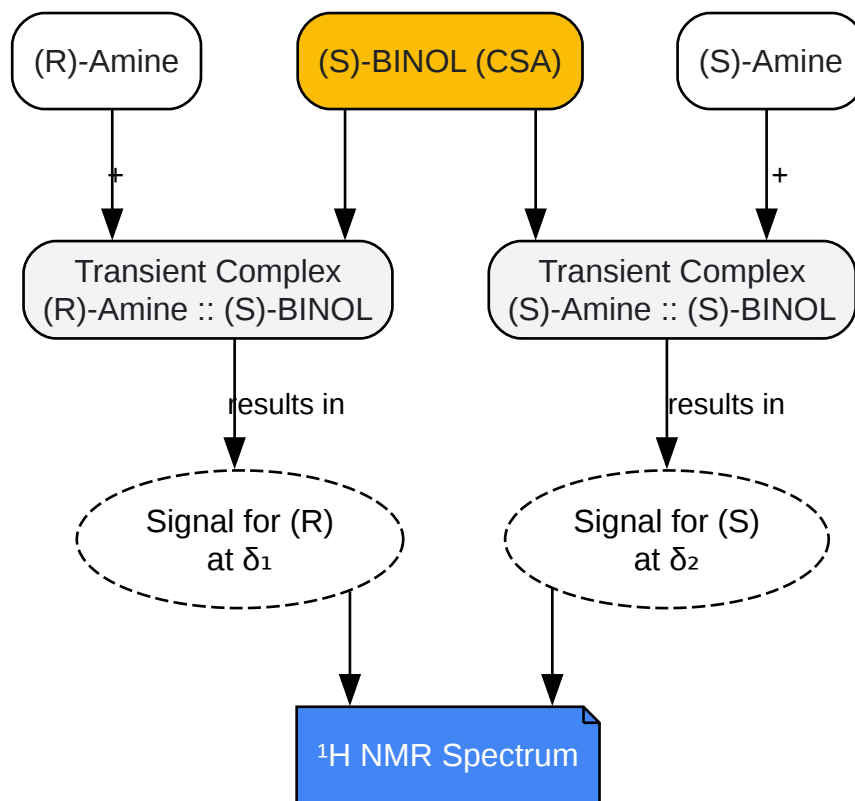 (R)-Amine
(S)-BINOL (CSA)
(S)-Amine
+
+
Transient Complex
(R)-Amine :: (S)-BINOL
Transient Complex
(S)-Amine :: (S)-BINOL
results in
results in
Signal for (R)
at δ₁
Signal for (S)
at δ₂
¹H NMR Spectrum